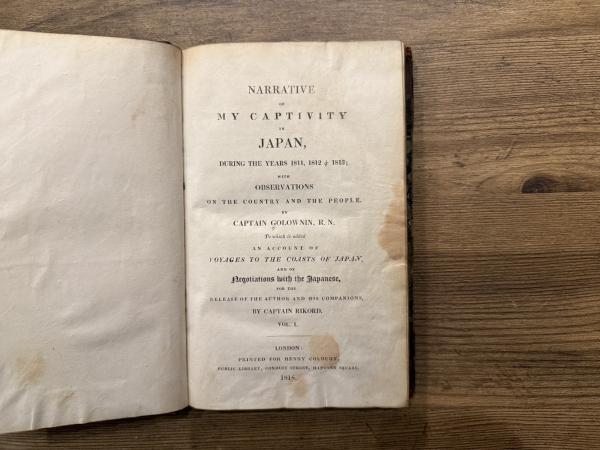 NARRATIVE
OF
MY CAPTIVITY
IN
JAPAN,
DURING THE YEARS 1811, 1812 & 1813;
WITH
OBSERVATIONS
ON THE COUNTRY AND THE PEOPLE.
BY
CAPTAIN GOLOWNIN, R. N.
To which is added
AN ACCOUNT OF
VOYAGES TO THE COASTS OF JAPAN,
AND OF
Negotiations with the Japanese,
FOR THE
RELEASE OF THE AUTHOR AND HIS COMPANIONS,
BY CAPTAIN RIKORD.
VOL. I.
LONDON:
PRINTED FOR HENRY COLBURN,
PUBLIC LIBRARY, CONDUIT STREET, HANOVER SQUARE.
1818.